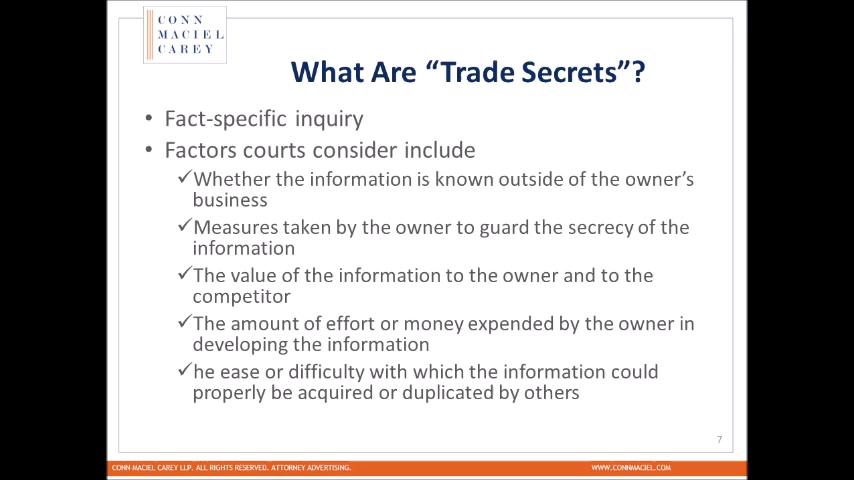 CONN
MACIEL
CAREY
What Are “Trade Secrets”?
• Fact-specific inquiry
• Factors courts consider include
✓Whether the information is known outside of the owner’s
business
✓Measures taken by the owner to guard the secrecy of the
information
✓The value of the information to the owner and to the
competitor
✓The amount of effort or money expended by the owner in
developing the information
✓he ease or difficulty with which the information could
properly be acquired or duplicated by others
7
CONN MACIEL CAREY LLP. ALL RIGHTS RESERVED. ATTORNEY ADVERTISING. WWW.CONNMACIEL.COM